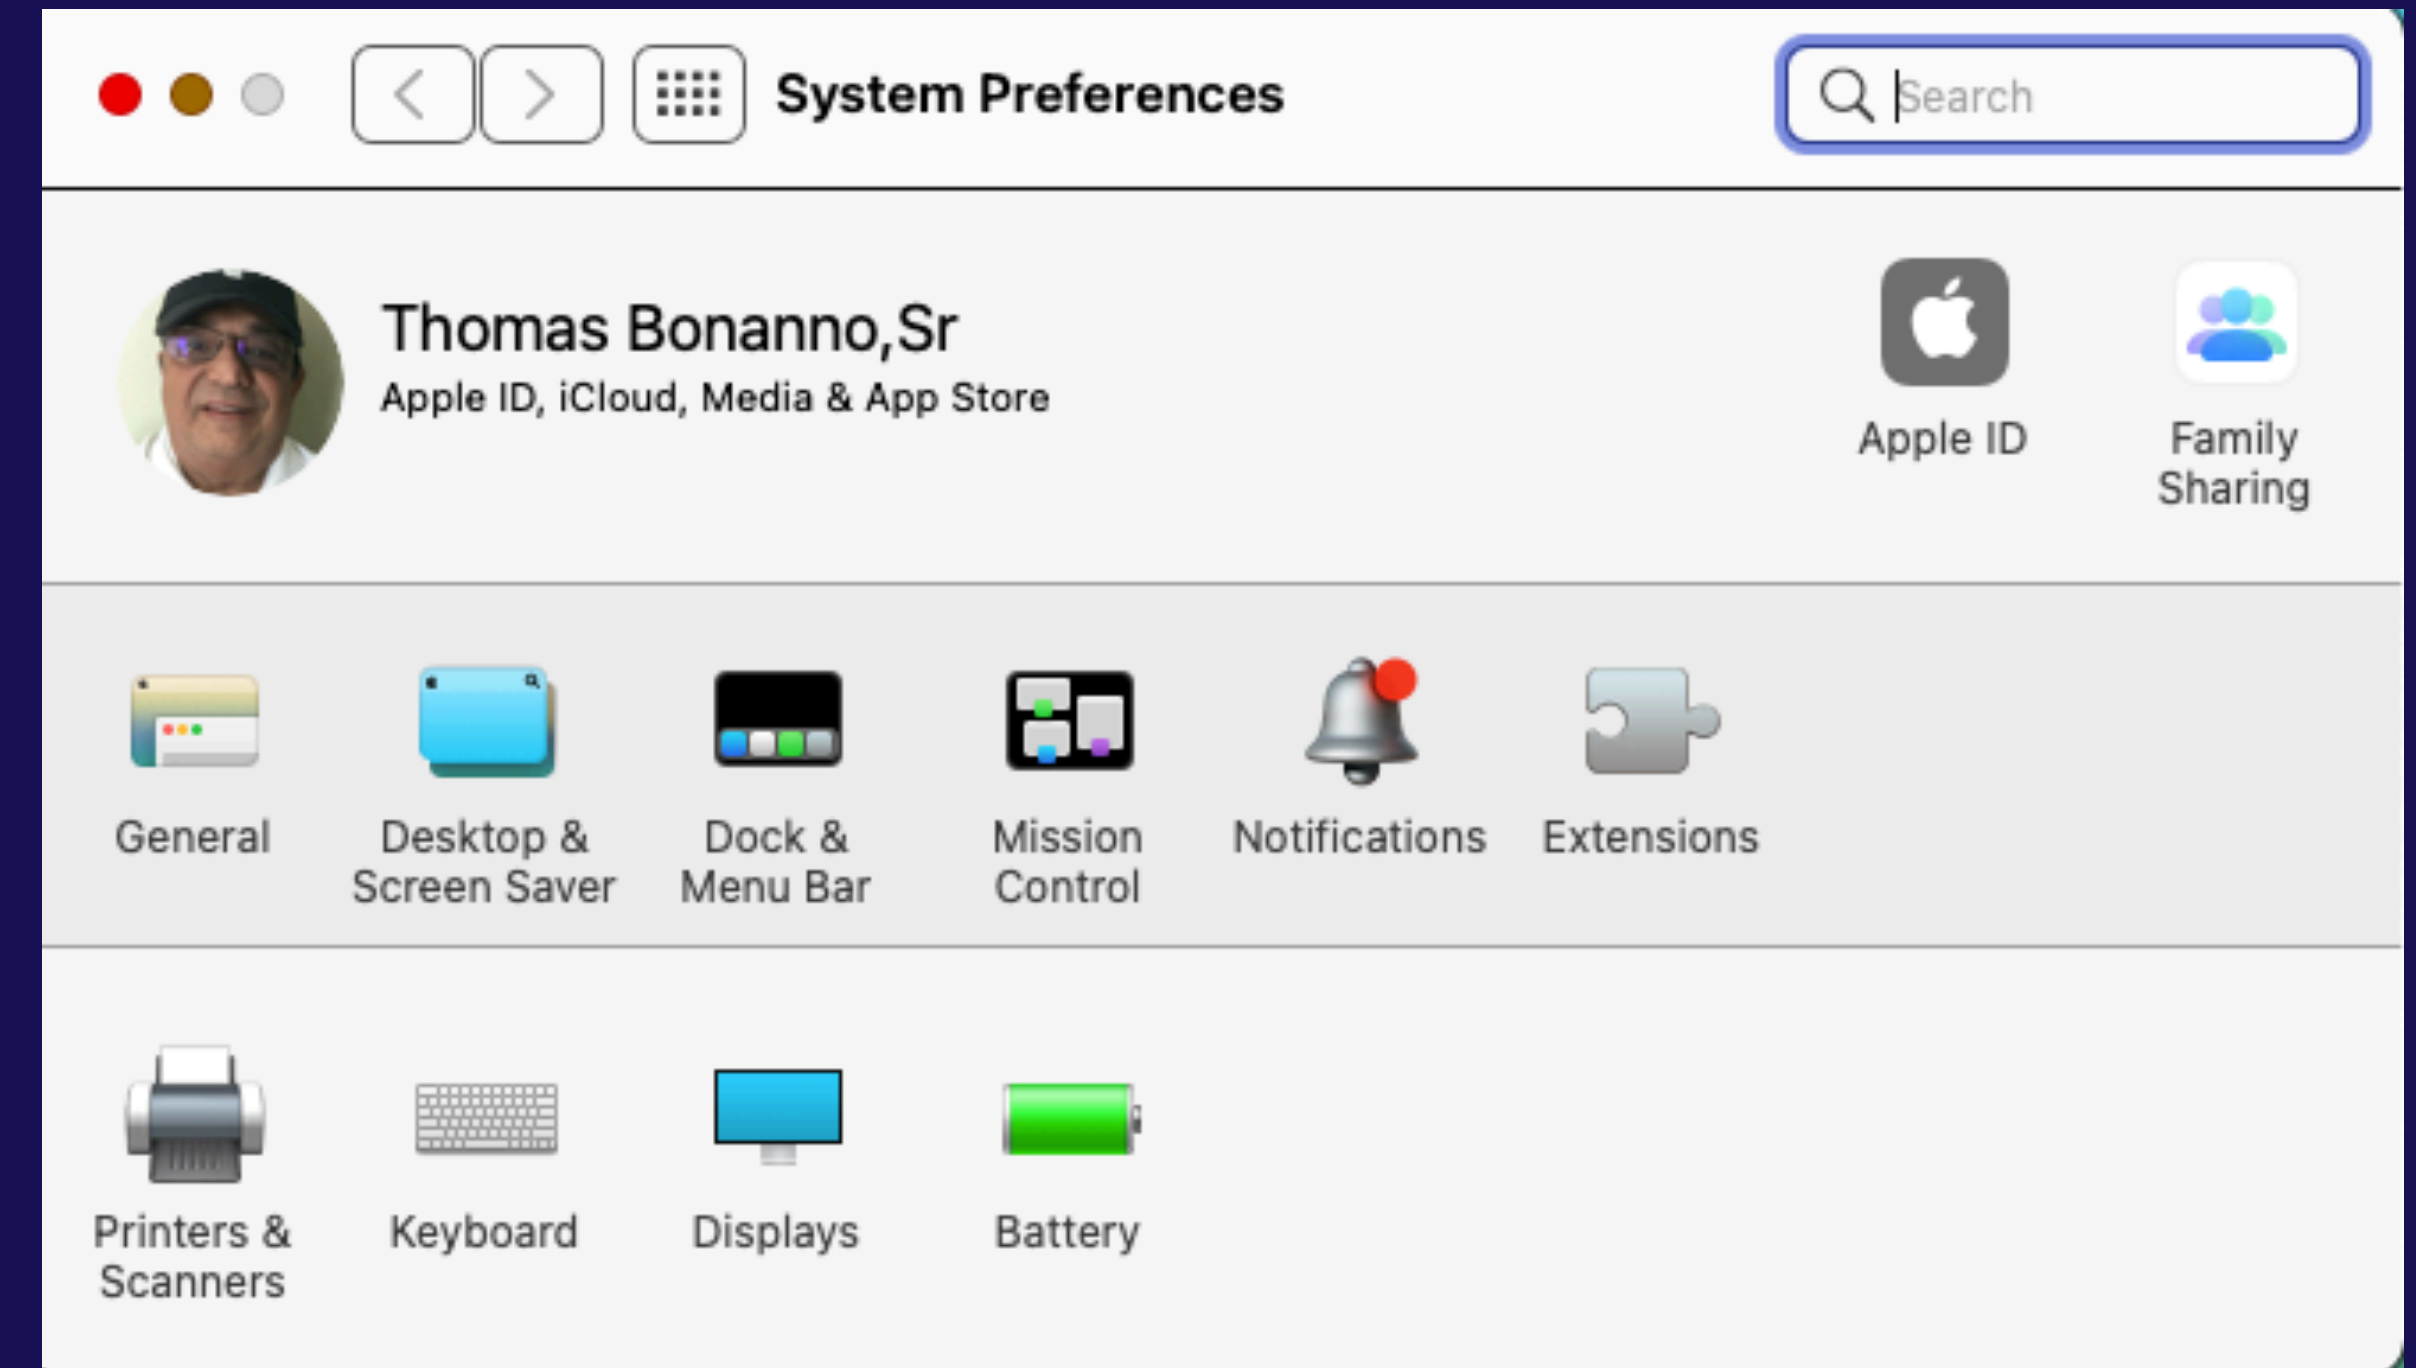 System Preferences
Search
Thomas Bonanno,Sr
Apple ID, iCloud, Media & App Store
Apple ID
Family
Sharing
General
Desktop &
Screen Saver
Dock &
Menu Bar
Mission
Control
Notifications
Extensions
Printers &
Scanners
Keyboard
Displays
Battery